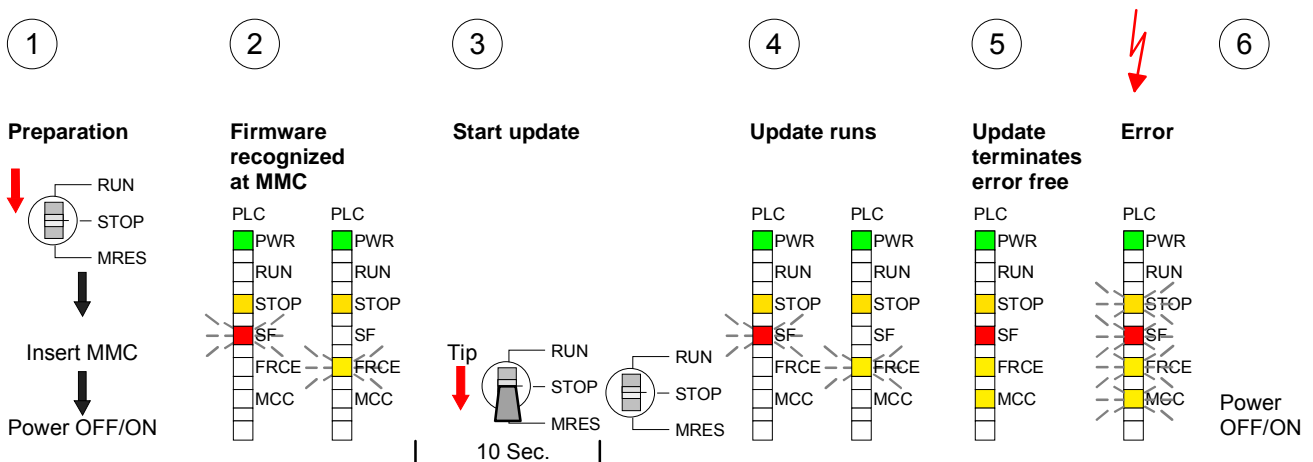 1
2
3
4
5
6
Preparation
Firmware
recognized
at MMC
Start update
Update runs
Update
terminates
error free
Error
RUN
STOP
MRES
Insert MMC
Power OFF/ON
PLC
PWR
RUN
STOP
SF
FRCE
MCC
PLC
PWR
RUN
STOP
SF
FRCE
MCC
Tip
RUN
STOP
MRES
10 Sec.
RUN
STOP
MRES
PLC
PWR
RUN
STOP
SF
FRCE
MCC
PLC
PWR
RUN
STOP
SF
FRCE
MCC
PLC
PWR
RUN
STOP
SF
FRCE
MCC
PLC
PWR
RUN
STOP
SF
FRCE
MCC
Power
OFF/ON